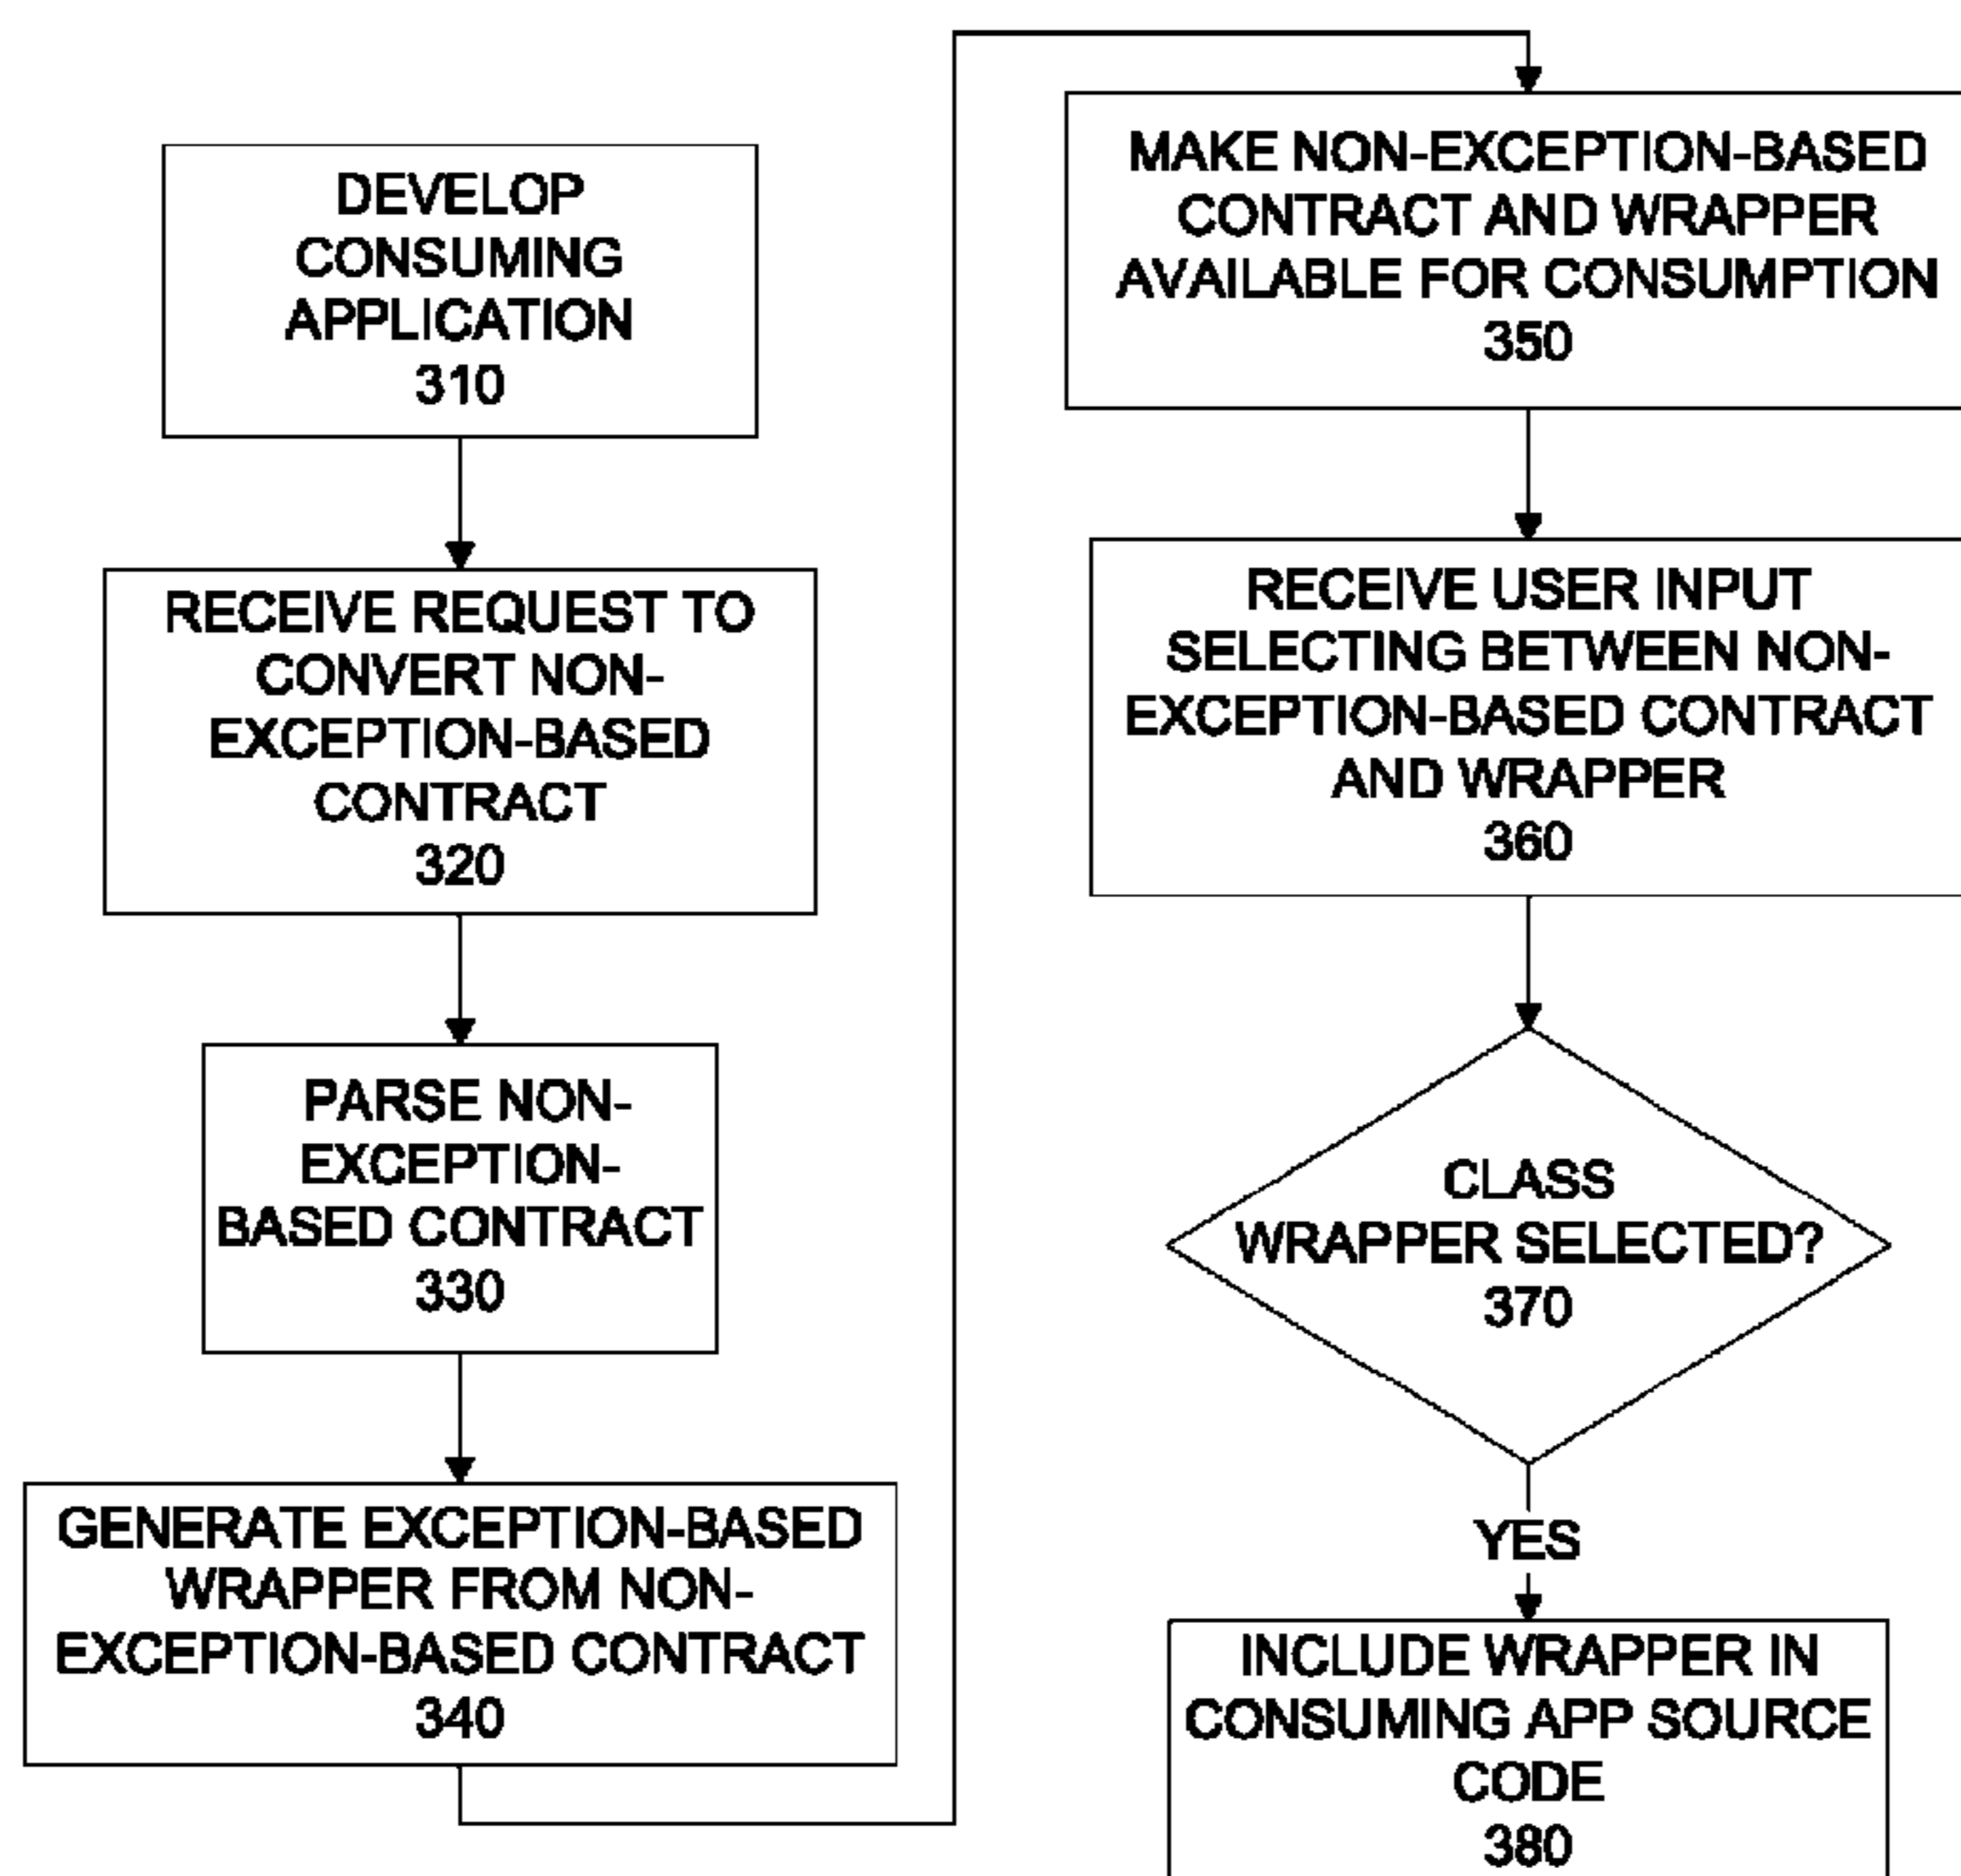 DEVELOP
CONSUMING
APPLICATION
310
RECEIVE REQUEST TO
CONVERT NON-
EXCEPTION-BASED
CONTRACT
320
PARSE NON-
EXCEPTION-
BASED CONTRACT
330
GENERATE EXCEPTION-BASED
WRAPPER FROM NON-
EXCEPTION-BASED CONTRACT
340
MAKE NON-EXCEPTION-BASED
CONTRACT AND WRAPPER
AVAILABLE FOR CONSUMPTION
350
RECEIVE USER INPUT
SELECTING BETWEEN NON-
EXCEPTION-BASED CONTRACT
AND WRAPPER
360
CLASS
WRAPPER SELECTED?
370
YES
INCLUDE WRAPPER IN
CONSUMING APP SOURCE
CODE
380